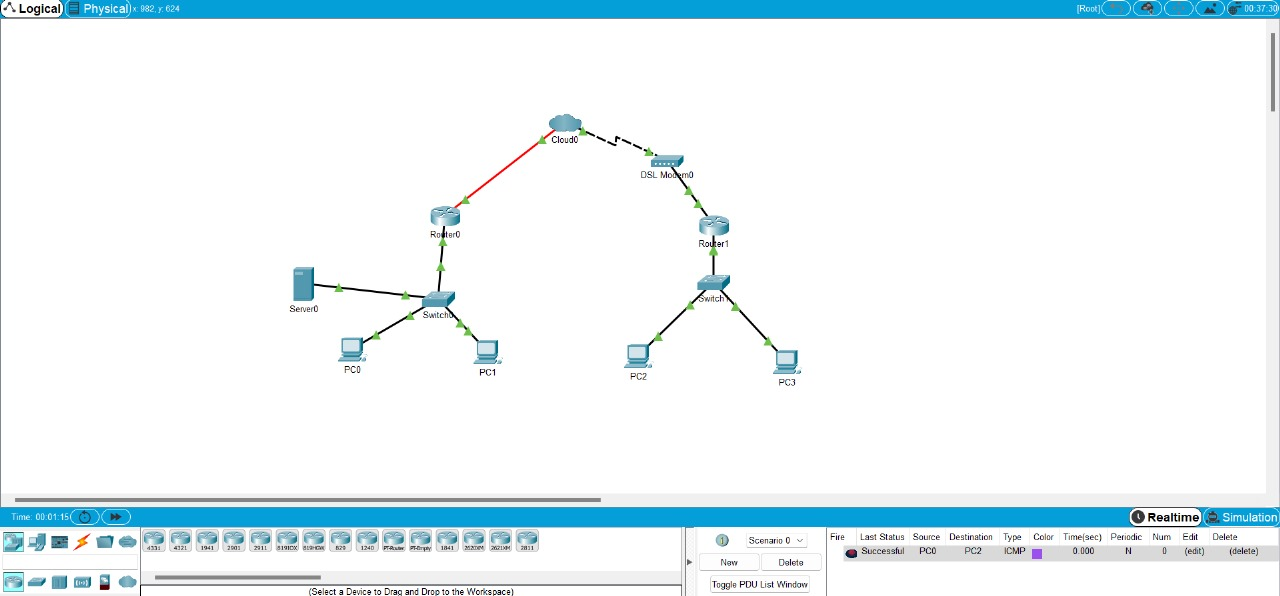 Logical Physical x: 982, y: 624 [Root] 00:37:30
Cloud0
DSL Modem0
Router0
Router1
Server0
Switch0
Switch1
PC0
PC1
PC2
PC3
Time: 00:01:15 Realtime Simulation
4331 4321 1941 2901 2911 819IOX 819HGW 829 1240 PT-Router PT-Empty 1841 2620XM 2621XM 2811
(Select a Device to Drag and Drop to the Workspace)
Scenario 0
New Delete
Toggle PDU List Window
Fire Last Status Source Destination Type Color Time(sec) Periodic Num Edit Delete
Successful PC0 PC2 ICMP 0.000 N 0 (edit) (delete)